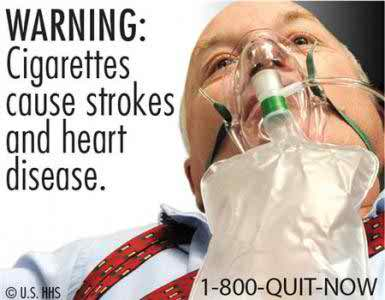 WARNING:
Cigarettes
cause strokes
and heart
disease.
© U.S. HHS
1-800-QUIT-NOW